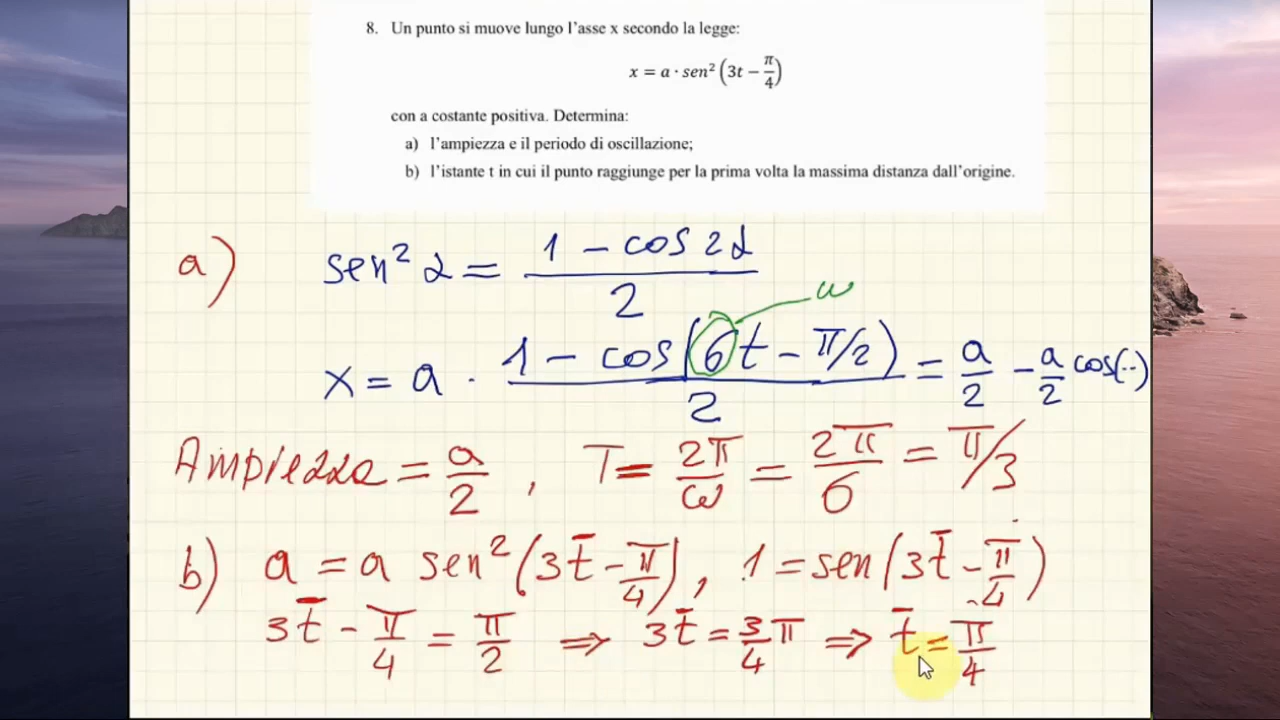 8. Un punto si muove lungo l'asse x secondo la legge:
x = a · sen² (3t − π/4)
con a costante positiva. Determina:
a) l'ampiezza e il periodo di oscillazione;
b) l'istante t in cui il punto raggiunge per la prima volta la massima distanza dall'origine.
a) sen² α = (1 − cos 2α)/2
ω
x = a · (1 − cos(6t − π/2))/2 = a/2 − a/2 cos(··)
Ampiezza = a/2 , T = 2π/ω = 2π/6 = π/3
b) a = a sen² (3t̄ − π/4) , 1 = sen (3t̄ − π/4)
3t̄ − π/4 = π/2 ⇒ 3t̄ = 3/4 π ⇒ t̄ = π/4